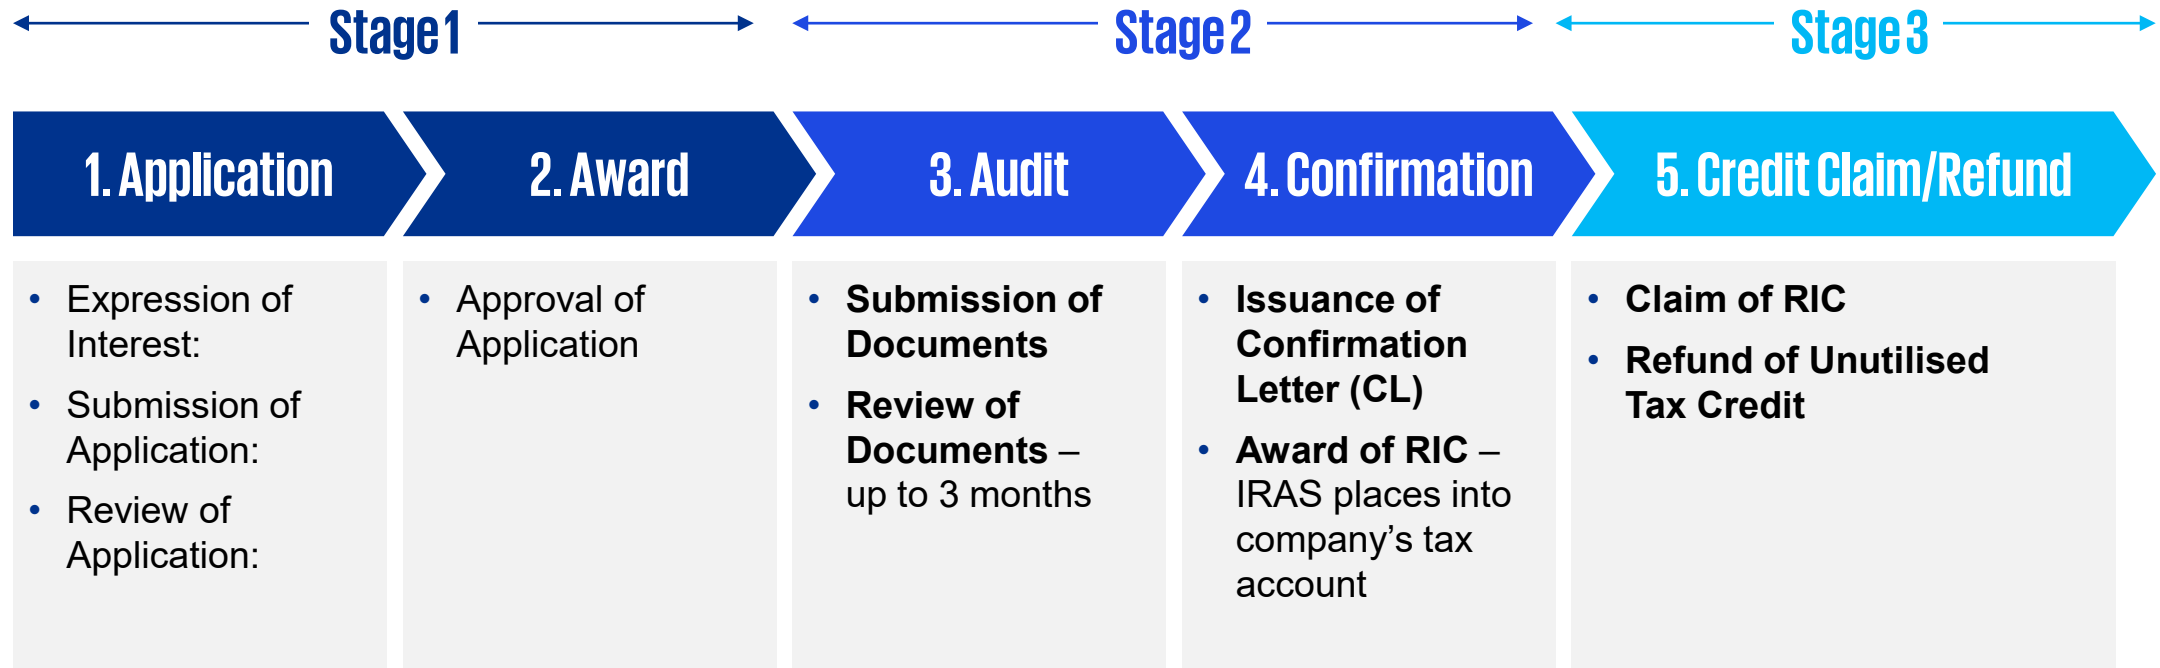 Stage 1
Stage 2
Stage 3
1. Application
2. Award
3. Audit
4. Confirmation
5. Credit Claim/Refund
• Expression of
Interest:
• Submission of
Application:
• Review of
Application:
• Approval of
Application
• Submission of
Documents
• Review of
Documents –
up to 3 months
• Issuance of
Confirmation
Letter (CL)
• Award of RIC –
IRAS places into
company’s tax
account
• Claim of RIC
• Refund of Unutilised
Tax Credit